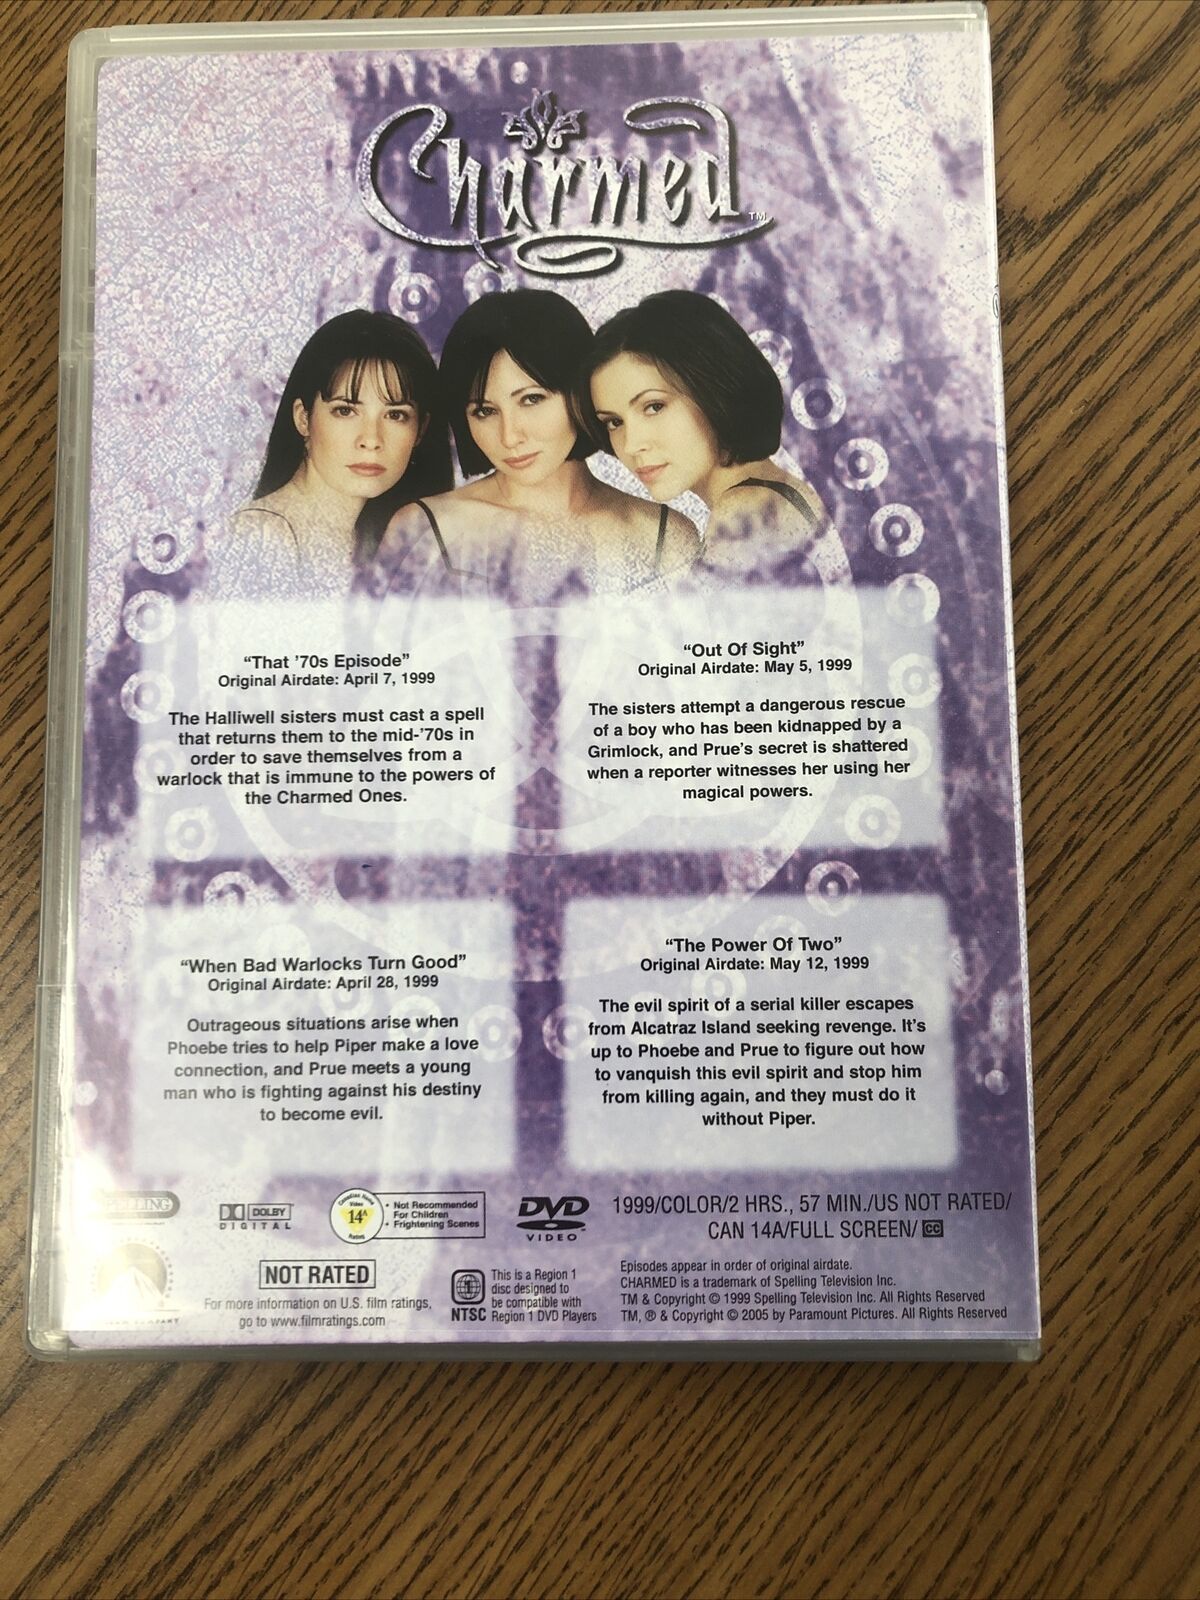 Charmed™
“That ’70s Episode”
Original Airdate: April 7, 1999
The Halliwell sisters must cast a spell
that returns them to the mid-’70s in
order to save themselves from a
warlock that is immune to the powers of
the Charmed Ones.
“Out Of Sight”
Original Airdate: May 5, 1999
The sisters attempt a dangerous rescue
of a boy who has been kidnapped by a
Grimlock, and Prue’s secret is shattered
when a reporter witnesses her using her
magical powers.
“When Bad Warlocks Turn Good”
Original Airdate: April 28, 1999
Outrageous situations arise when
Phoebe tries to help Piper make a love
connection, and Prue meets a young
man who is fighting against his destiny
to become evil.
“The Power Of Two”
Original Airdate: May 12, 1999
The evil spirit of a serial killer escapes
from Alcatraz Island seeking revenge. It’s
up to Phoebe and Prue to figure out how
to vanquish this evil spirit and stop him
from killing again, and they must do it
without Piper.
SPELLING
DOLBY
DIGITAL
Canadian Home
Video
14A
Rated
• Not Recommended
For Children
• Frightening Scenes
DVD
VIDEO
1999/COLOR/2 HRS., 57 MIN./US NOT RATED/
CAN 14A/FULL SCREEN/ CC
NOT RATED
For more information on U.S. film ratings,
go to www.filmratings.com
1
NTSC
This is a Region 1
disc designed to
be compatible with
Region 1 DVD Players
Episodes appear in order of original airdate.
CHARMED is a trademark of Spelling Television Inc.
TM & Copyright © 1999 Spelling Television Inc. All Rights Reserved
TM, ® & Copyright © 2005 by Paramount Pictures. All Rights Reserved